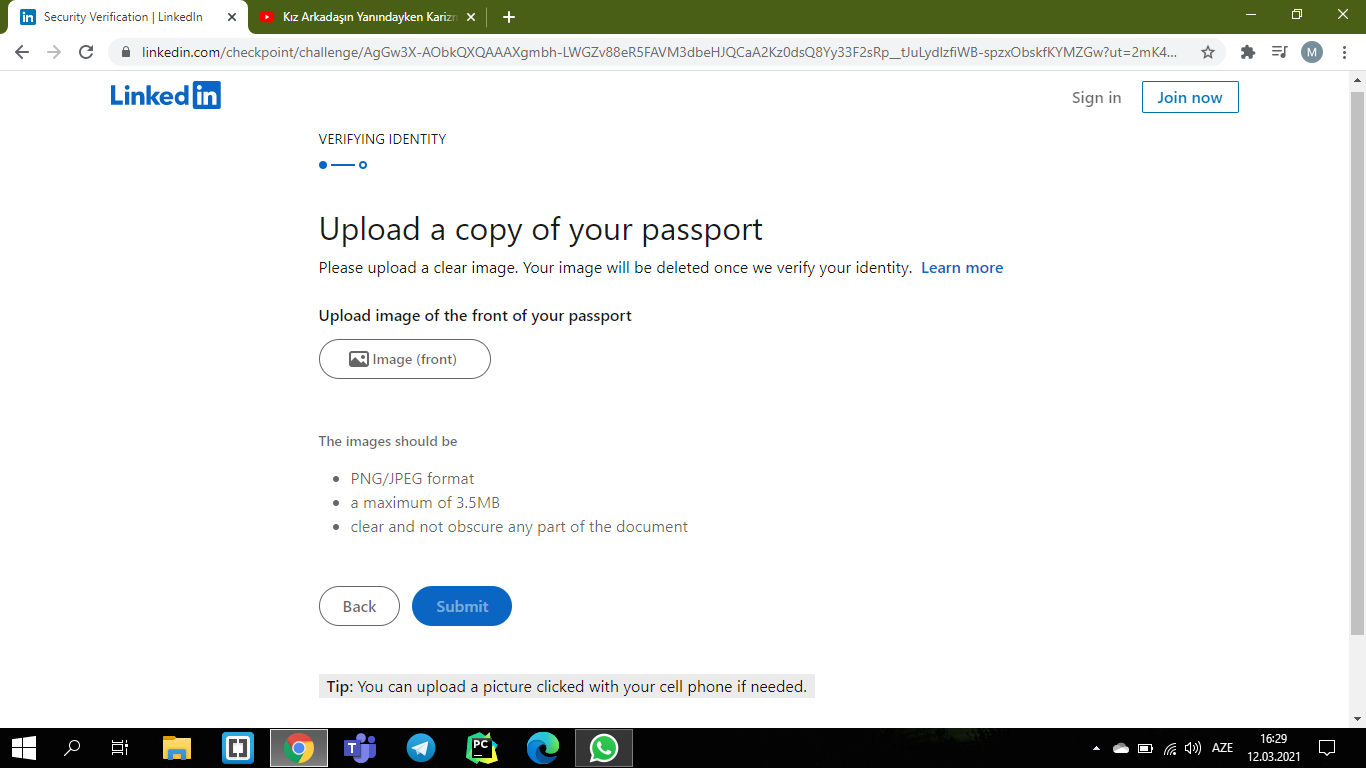 Security Verification | LinkedIn
Kız Arkadaşın Yanındayken Karizm
linkedin.com/checkpoint/challenge/AgGw3X-AObkQXQAAAXgmbh-LWGZv88eR5FAVM3dbeHJQCaA2Kz0dsQ8Yy33F2sRp__tJuLydIzfiWB-spzxObskfKYMZGw?ut=2mK4...
M
Linked in
Sign in
Join now
VERIFYING IDENTITY
Upload a copy of your passport
Please upload a clear image. Your image will be deleted once we verify your identity. Learn more
Upload image of the front of your passport
Image (front)
The images should be
PNG/JPEG format
a maximum of 3.5MB
clear and not obscure any part of the document
Back
Submit
Tip: You can upload a picture clicked with your cell phone if needed.
PC
AZE
16:29
12.03.2021